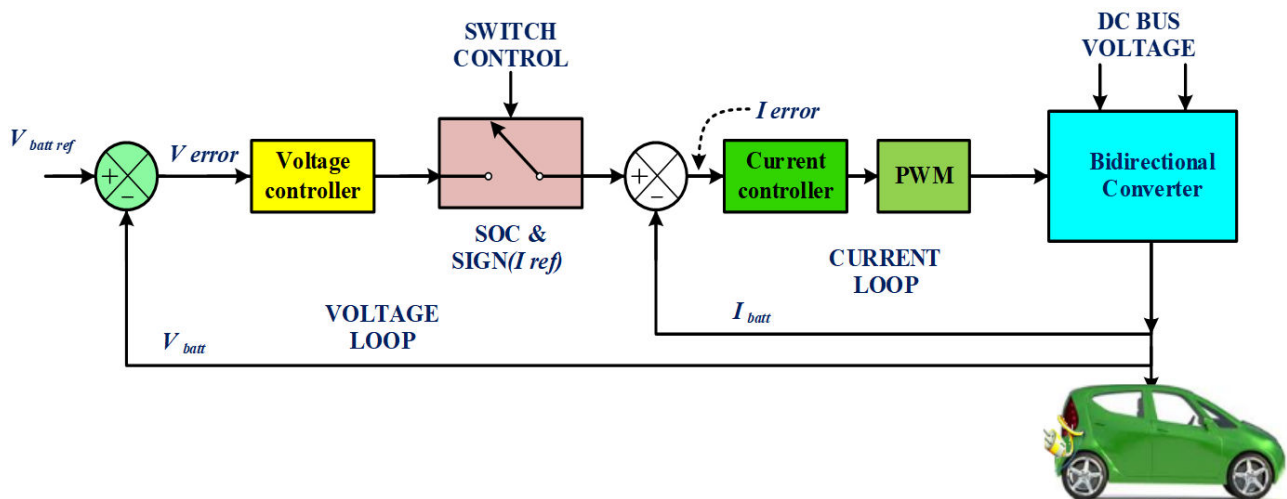 SWITCH
CONTROL
DC BUS
VOLTAGE
V batt ref
+
-
V error
Voltage
controller
SOC &
SIGN(I ref)
+
-
I error
Current
controller
PWM
Bidirectional
Converter
CURRENT
LOOP
I batt
VOLTAGE
LOOP
V batt